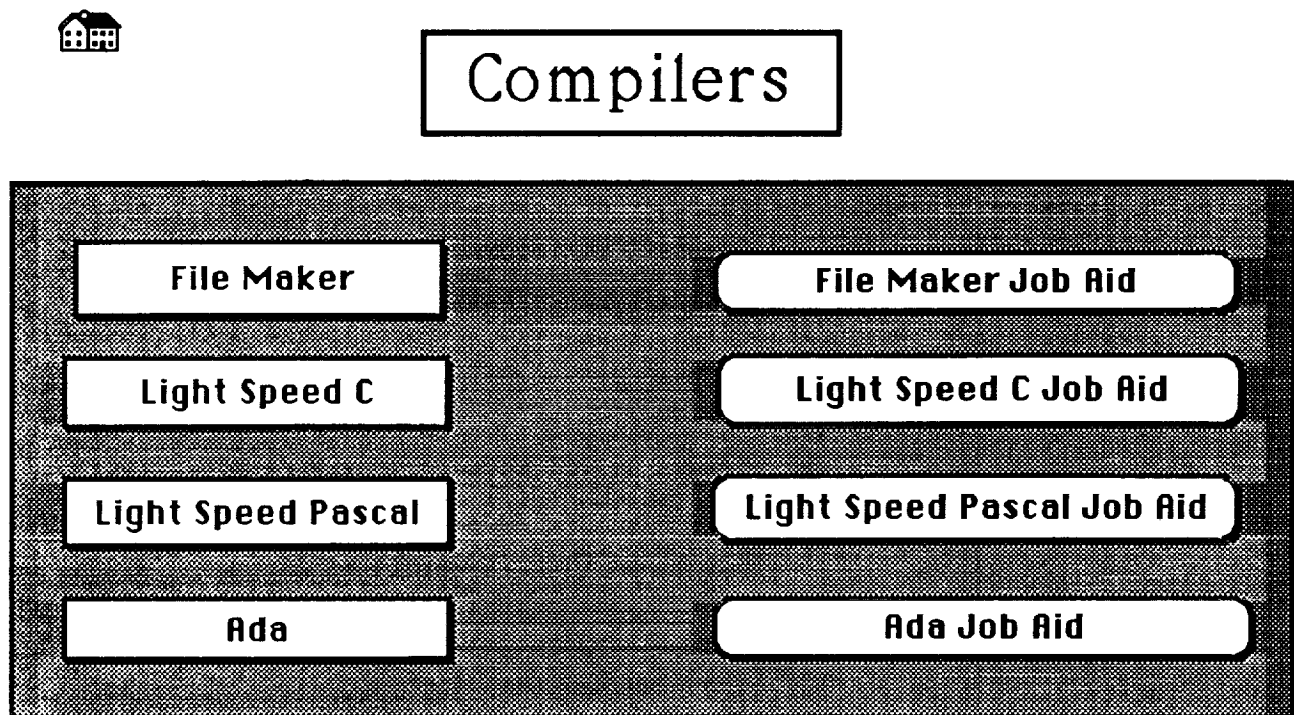 Compilers
File Maker
File Maker Job Aid
Light Speed C
Light Speed C Job Aid
Light Speed Pascal
Light Speed Pascal Job Aid
Ada
Ada Job Aid